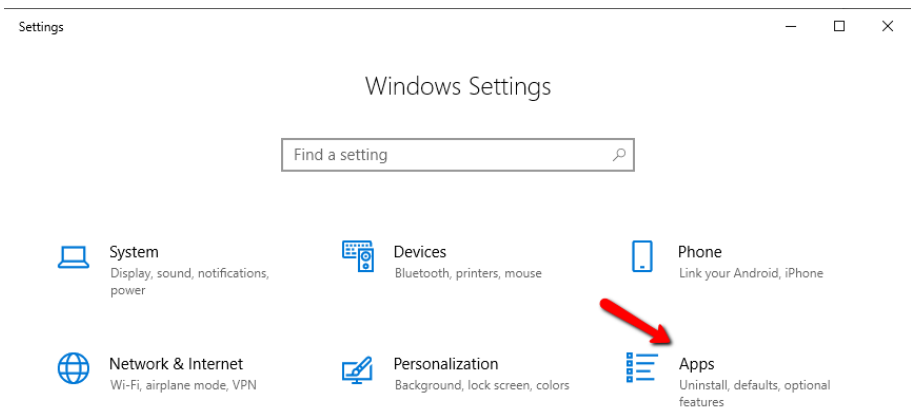 Settings
Windows Settings
Find a setting
System
Display, sound, notifications,
power
Devices
Bluetooth, printers, mouse
Phone
Link your Android, iPhone
Network & Internet
Wi-Fi, airplane mode, VPN
Personalization
Background, lock screen, colors
Apps
Uninstall, defaults, optional
features